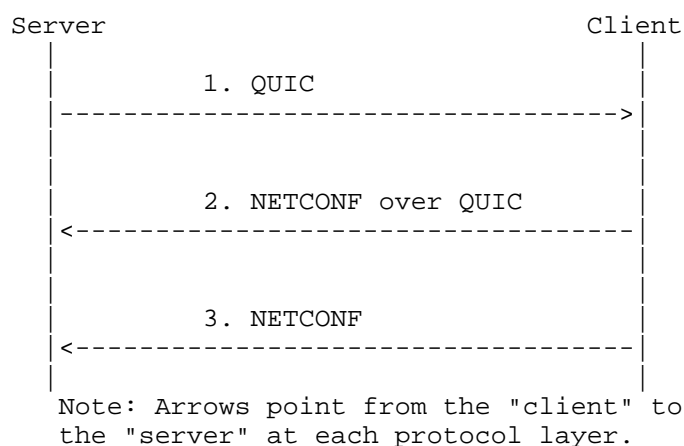 Server Client
1. QUIC
2. NETCONF over QUIC
3. NETCONF
Note: Arrows point from the "client" to
the "server" at each protocol layer.